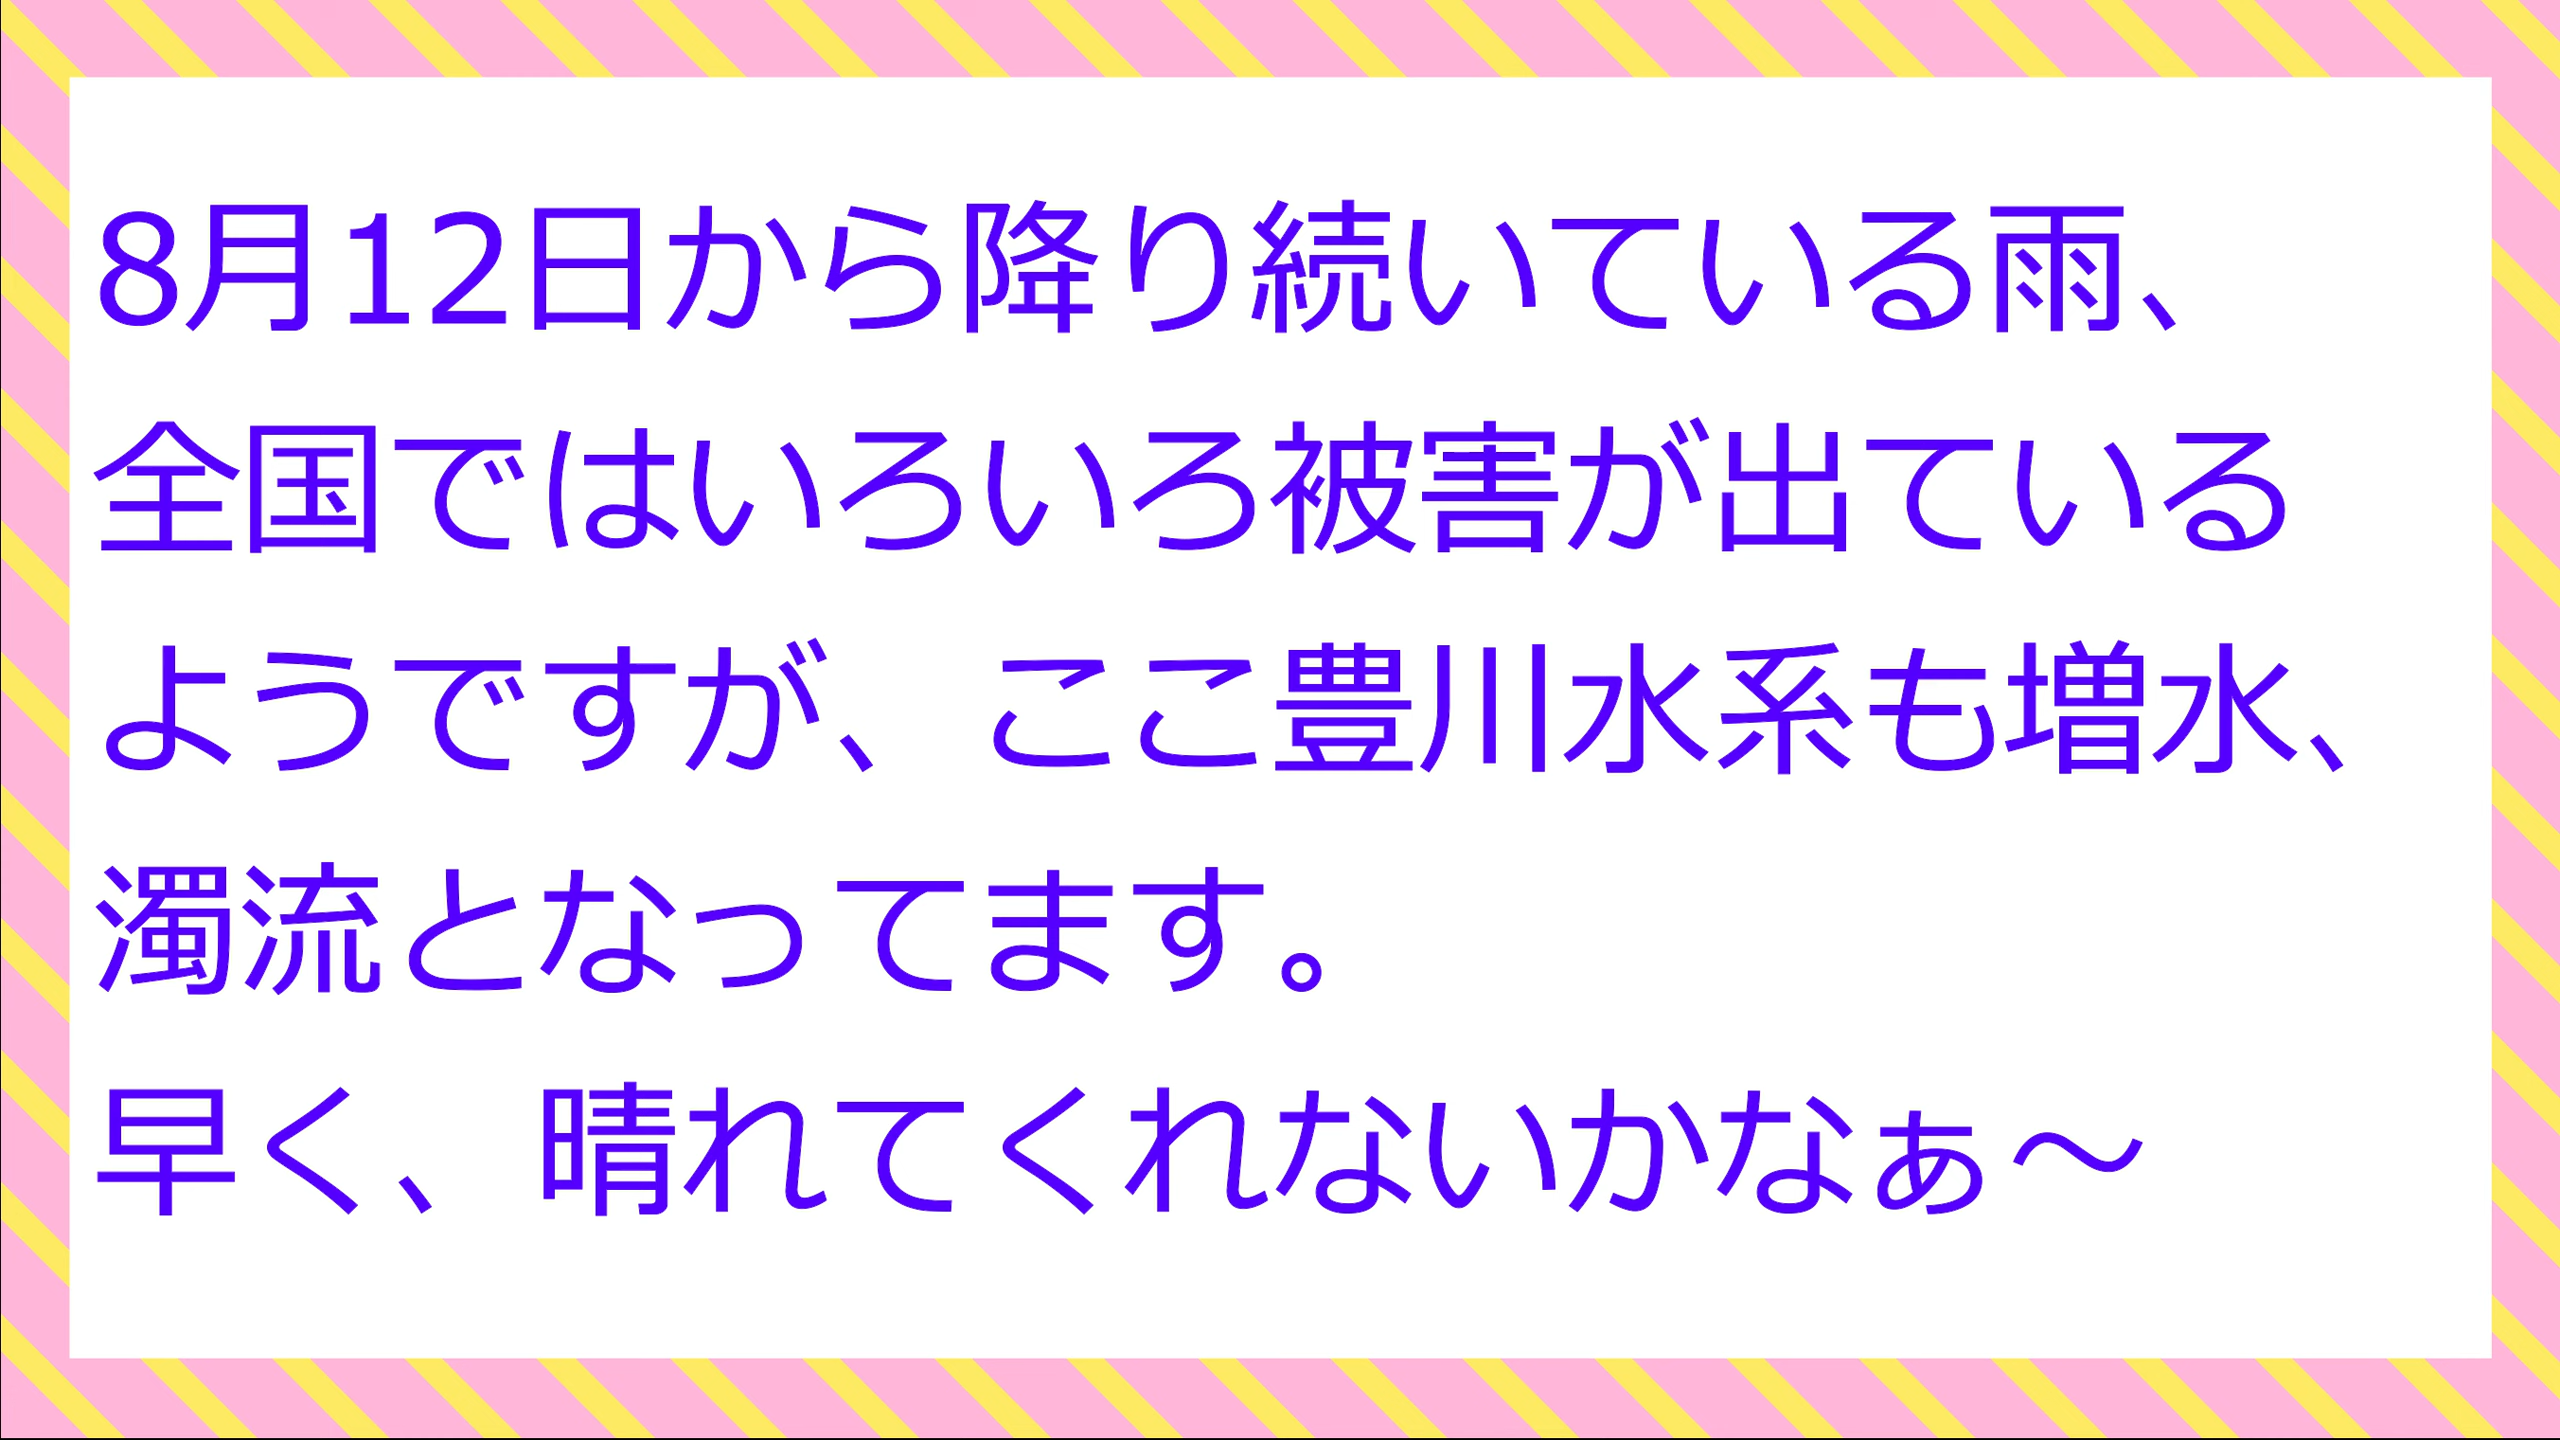 8月12日から降り続いている雨、
全国ではいろいろ被害が出ている
ようですが、ここ豊川水系も増水、
濁流となってます。
早く、晴れてくれないかなぁ～